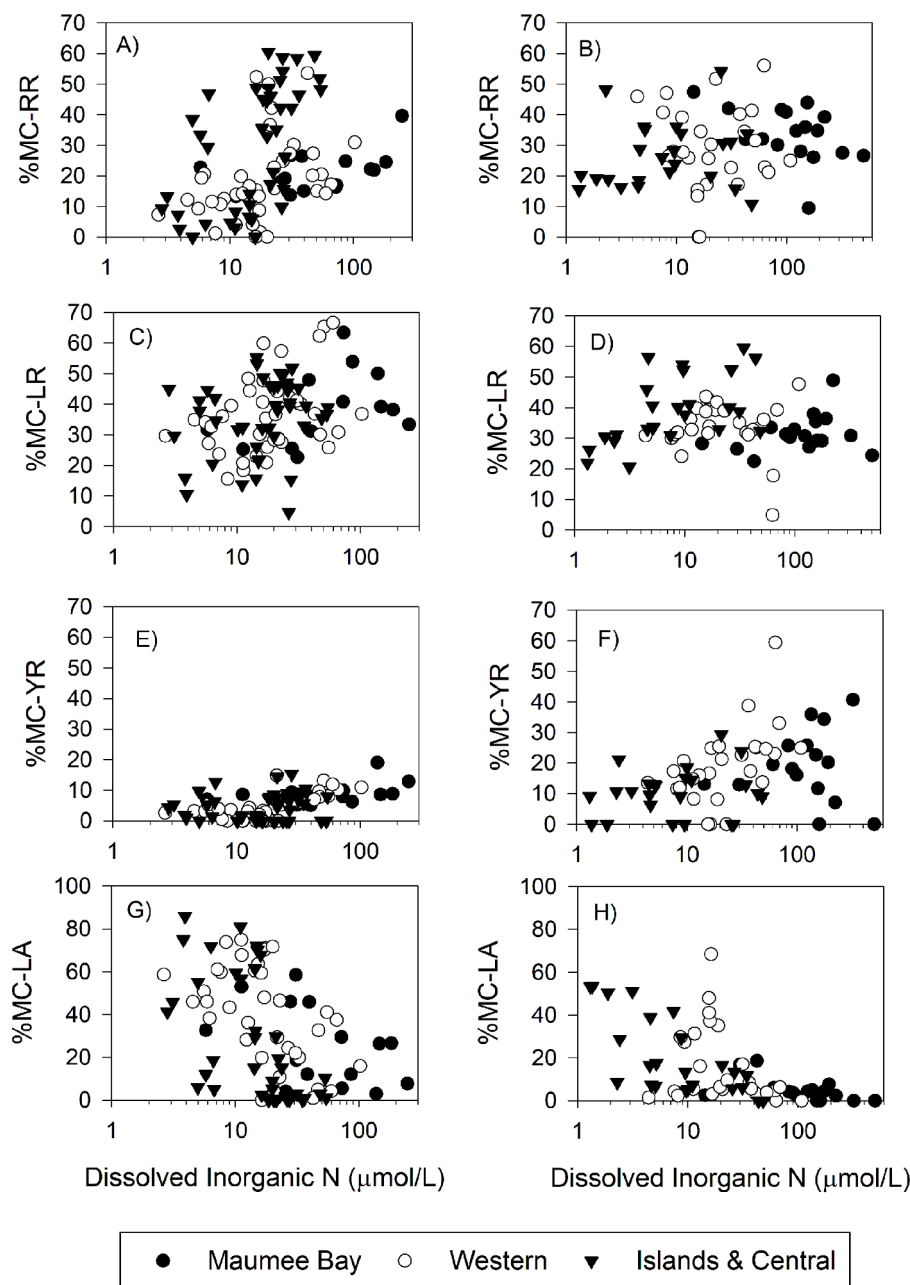 A)
%MC-RR
70
60
50
40
30
20
10
0
1 10 100
B)
%MC-RR
70
60
50
40
30
20
10
0
1 10 100
C)
%MC-LR
70
60
50
40
30
20
10
0
1 10 100
D)
%MC-LR
70
60
50
40
30
20
10
0
1 10 100
E)
%MC-YR
70
60
50
40
30
20
10
0
1 10 100
F)
%MC-YR
70
60
50
40
30
20
10
0
1 10 100
G)
%MC-LA
100
80
60
40
20
0
1 10 100
Dissolved Inorganic N (μmol/L)
H)
%MC-LA
100
80
60
40
20
0
1 10 100
Dissolved Inorganic N (μmol/L)
Maumee Bay Western Islands & Central